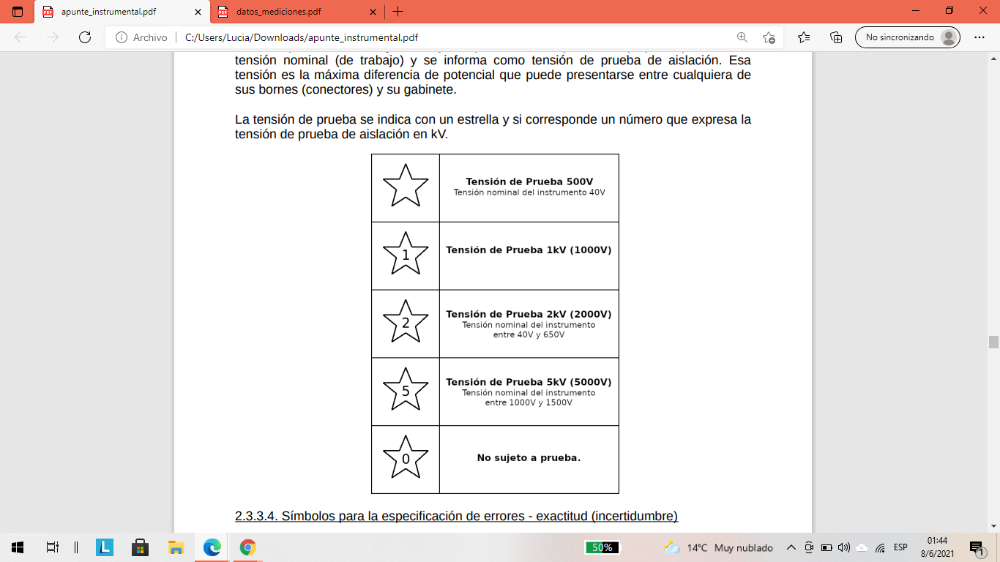 apunte_instrumental.pdf
datos_mediciones.pdf
Archivo
C:/Users/Lucia/Downloads/apunte_instrumental.pdf
No sincronizando
tensión nominal (de trabajo) y se informa como tensión de prueba de aislación. Esa
tensión es la máxima diferencia de potencial que puede presentarse entre cualquiera de
sus bornes (conectores) y su gabinete.
La tensión de prueba se indica con un estrella y si corresponde un número que expresa la
tensión de prueba de aislación en kV.
Tensión de Prueba 500V
Tensión nominal del instrumento 40V
1
Tensión de Prueba 1kV (1000V)
2
Tensión de Prueba 2kV (2000V)
Tensión nominal del instrumento
entre 40V y 650V
5
Tensión de Prueba 5kV (5000V)
Tensión nominal del instrumento
entre 1000V y 1500V
0
No sujeto a prueba.
2.3.3.4. Símbolos para la especificación de errores - exactitud (incertidumbre)
L
50%
14°C Muy nublado
ESP
01:44
8/6/2021
1